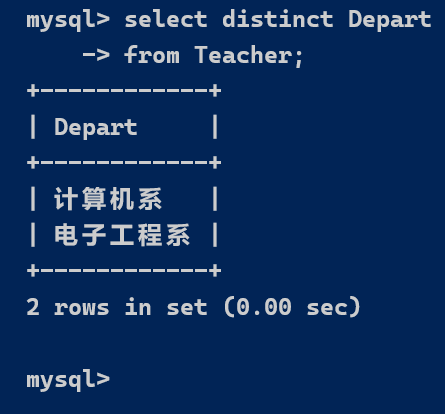 mysql> select distinct Depart
    -> from Teacher;
+------------+
| Depart     |
+------------+
| 计算机系   |
| 电子工程系 |
+------------+
2 rows in set (0.00 sec)
mysql>